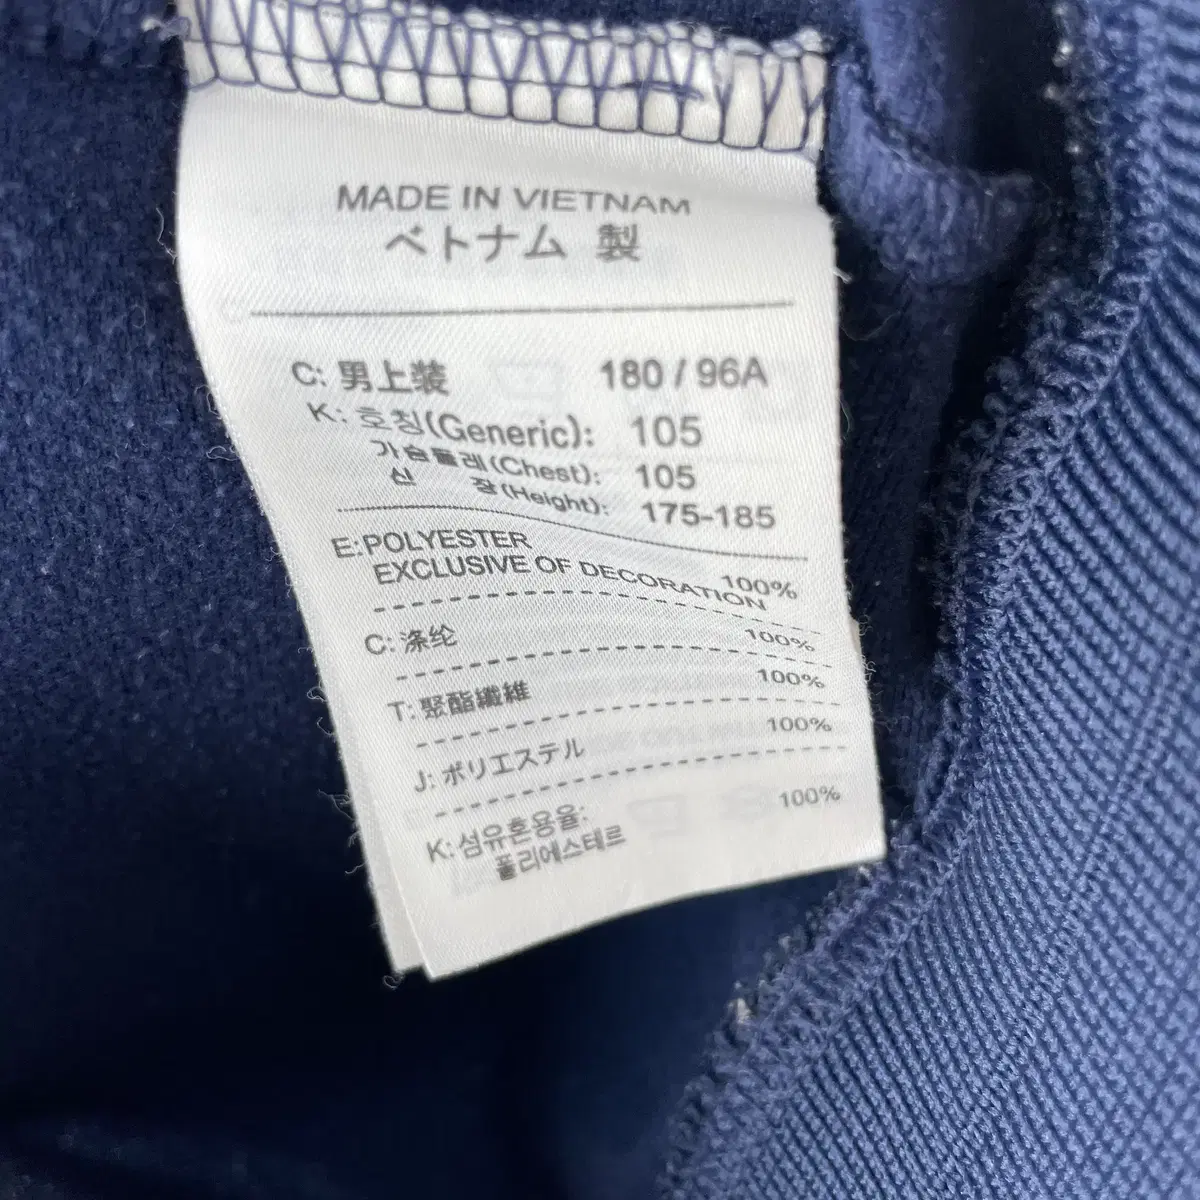 MADE IN VIETNAM
ベトナム 製
C: 男上装 180 / 96A
K: 호칭(Generic): 105
가슴둘레(Chest): 105
신 장(Height): 175-185
E: POLYESTER 100%
EXCLUSIVE OF DECORATION
C: 涤纶 100%
T: 聚酯纖維 100%
J: ポリエステル 100%
K: 섬유혼용율:
폴리에스테르 100%